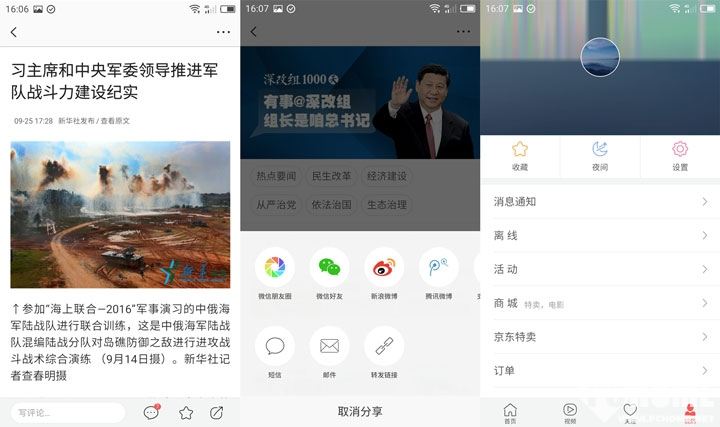 16:06
习主席和中央军委领导推进军
队战斗力建设纪实
09-25 17:28 新华社发布 / 查看原文
↑参加“海上联合—2016”军事演习的中俄海
军陆战队进行联合训练，这是中俄海军陆战
队混编陆战分队对岛礁防御之敌进行进攻战
斗战术综合演练 （9月14日摄）。新华社记
者查春明摄
写评论...
16:07
深改组1000天
有事@深改组
组长是咱总书记
热点要闻 民生改革 经济建设
从严治党 依法治国 生态治理
微信朋友圈 微信好友 新浪微博 腾讯微博
短信 邮件 转发链接
取消分享
16:07
收藏 夜间 设置
消息通知
离 线
活 动
商 城 特卖，电影
京东特卖
订单
首页 视频 关注 我的